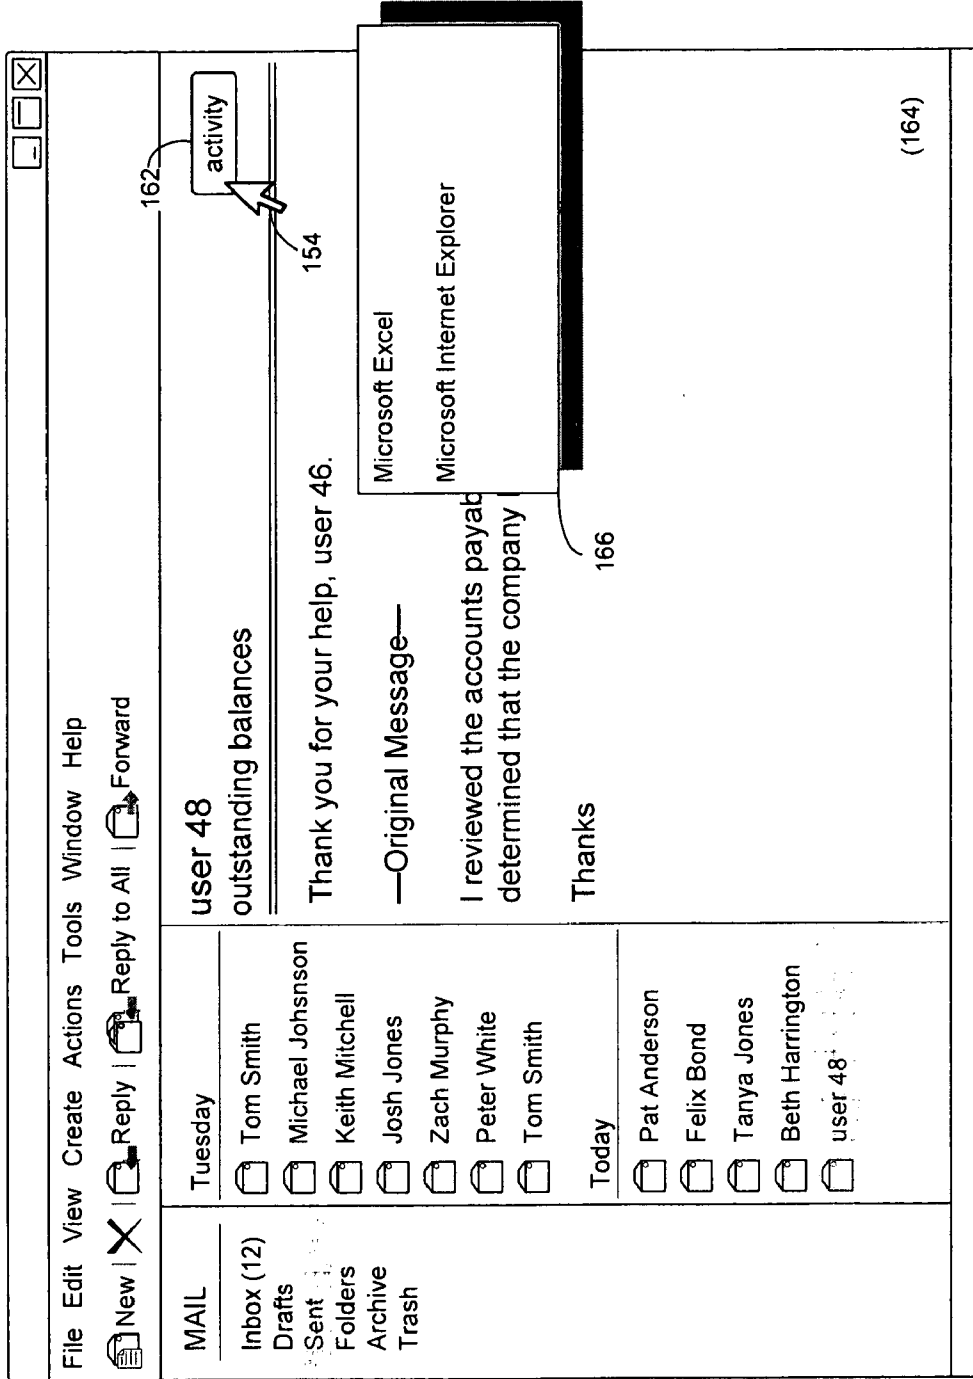 File Edit View Create Actions Tools Window Help
New | | Reply | Reply to All | Forward
MAIL
Inbox (12)
Drafts
Sent
Folders
Archive
Trash
Tuesday
Tom Smith
Michael Johsnson
Keith Mitchell
Josh Jones
Zach Murphy
Peter White
Tom Smith
Today
Pat Anderson
Felix Bond
Tanya Jones
Beth Harrington
user 48
user 48
outstanding balances
162
activity
154
Thank you for your help, user 46.
—Original Message—
I reviewed the accounts payab
determined that the company
Thanks
Microsoft Excel
Microsoft Internet Explorer
166
(164)